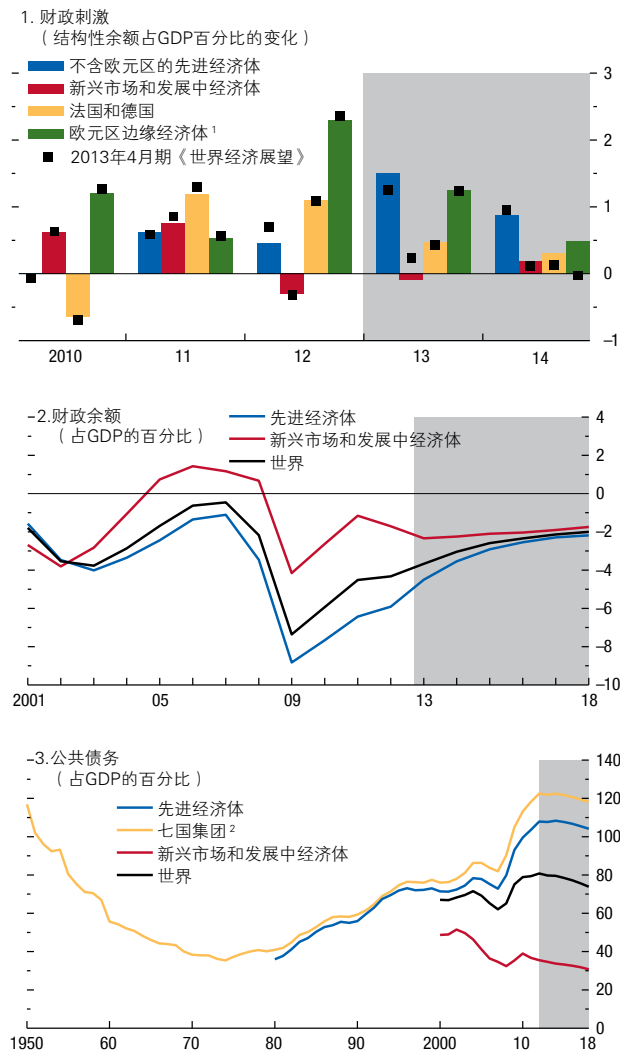 1. 财政刺激
（结构性余额占GDP百分比的变化）
不含欧元区的先进经济体
新兴市场和发展中经济体
法国和德国
欧元区边缘经济体¹
2013年4月期《世界经济展望》
3
2
1
0
–1
2010 11 12 13 14
2.财政余额
（占GDP的百分比）
先进经济体
新兴市场和发展中经济体
世界
4
2
0
–2
–4
–6
–8
–10
2001 05 09 13 18
3.公共债务
（占GDP的百分比）
先进经济体
七国集团²
新兴市场和发展中经济体
世界
140
120
100
80
60
40
20
0
1950 60 70 80 90 2000 10 18